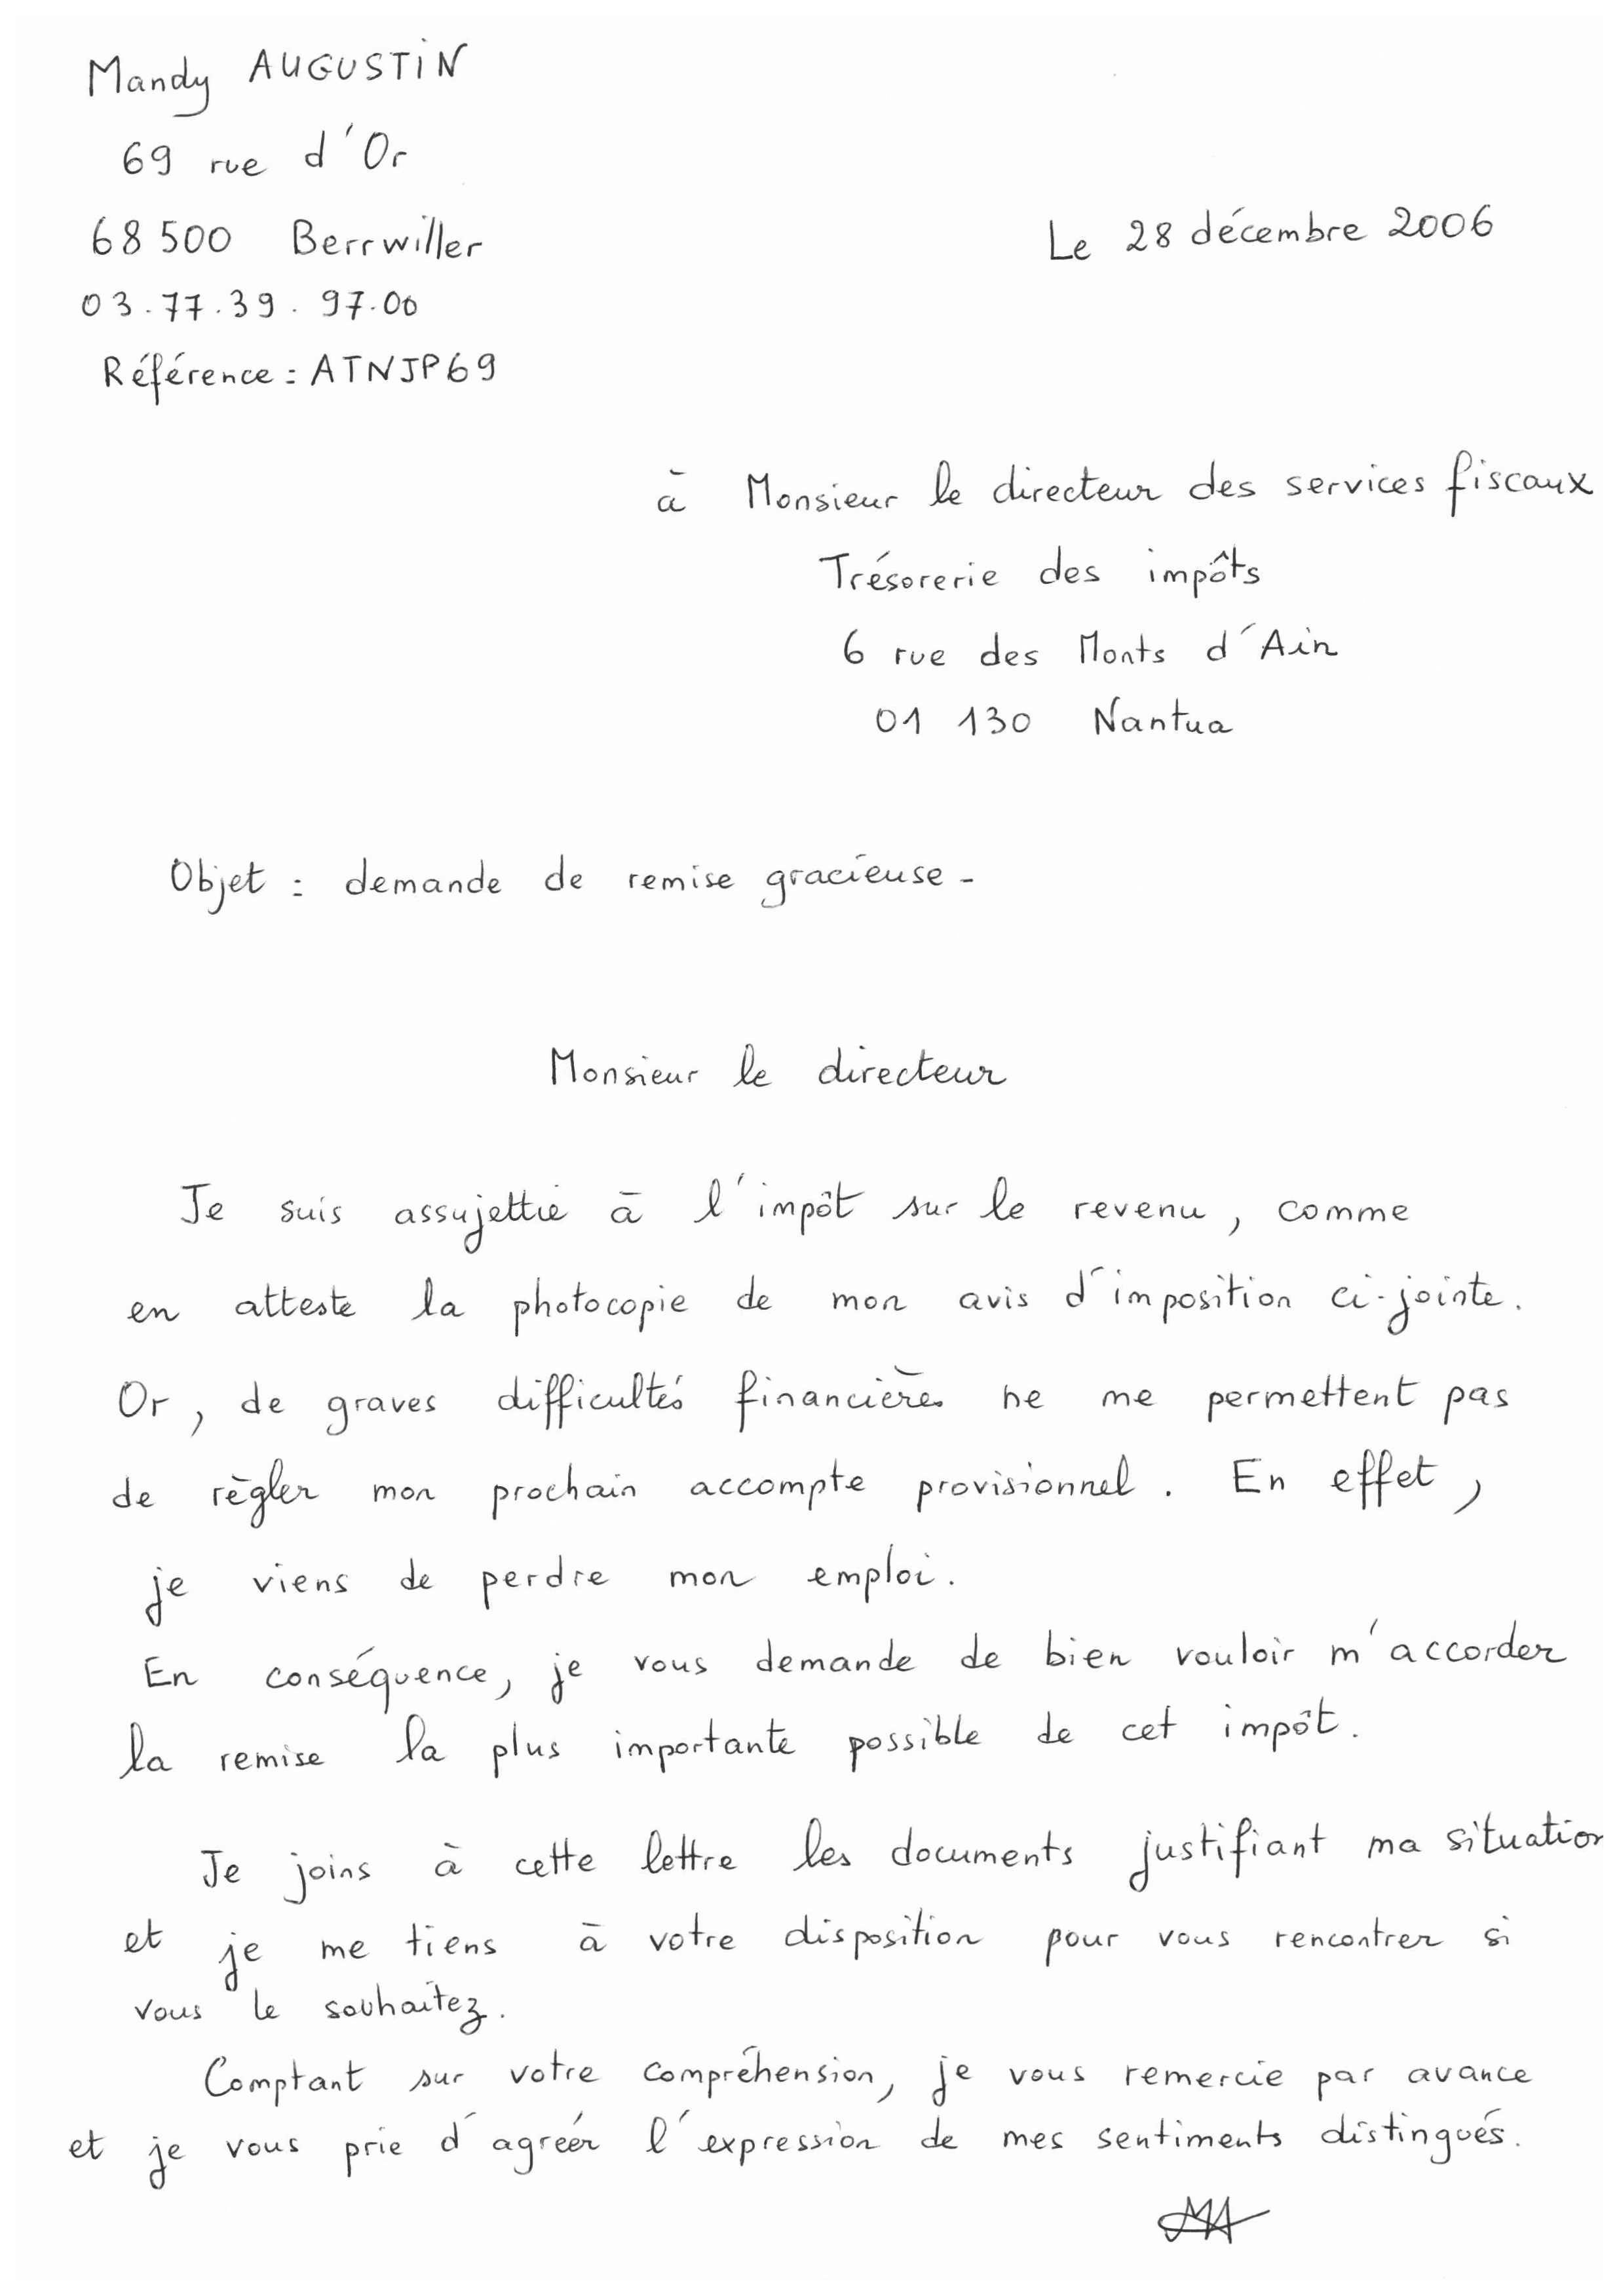 Mandy AUGUSTIN
69 rue d'Or
68 500 Berrwiller
Le 28 décembre 2006
03.77.39.97.00
Référence : ATNJP69
à Monsieur le directeur des services fiscaux
Trésorerie des impôts
6 rue des Monts d'Ain
01 130 Nantua
Objet : demande de remise gracieuse -
Monsieur le directeur
Je suis assujettie à l'impôt sur le revenu, comme
en atteste la photocopie de mon avis d'imposition ci-jointe.
Or, de graves difficultés financières ne me permettent pas
de règler mon prochain accompte provisionnel. En effet,
je viens de perdre mon emploi.
En conséquence, je vous demande de bien vouloir m'accorder
la remise la plus importante possible de cet impôt.
Je joins à cette lettre les documents justifiant ma situation
et je me tiens à votre disposition pour vous rencontrer si
vous le souhaitez.
Comptant sur votre compréhension, je vous remercie par avance
et je vous prie d'agréer l'expression de mes sentiments distingués.
MA